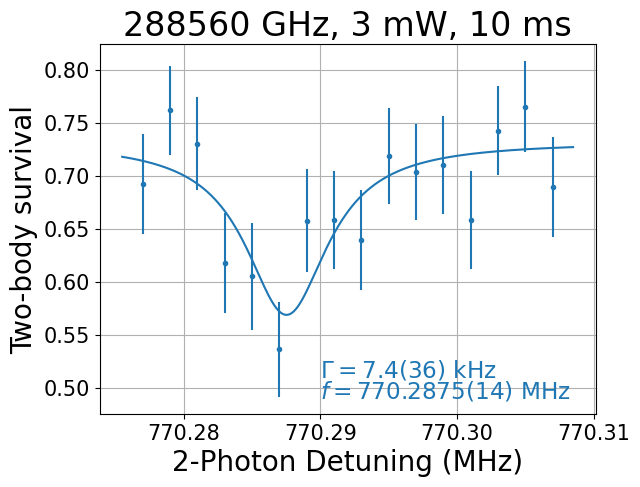 288560 GHz, 3 mW, 10 ms
Two-body survival
0.80
0.75
0.70
0.65
0.60
0.55
0.50
Γ = 7.4(36) kHz
f = 770.2875(14) MHz
770.28 770.29 770.30 770.31
2-Photon Detuning (MHz)